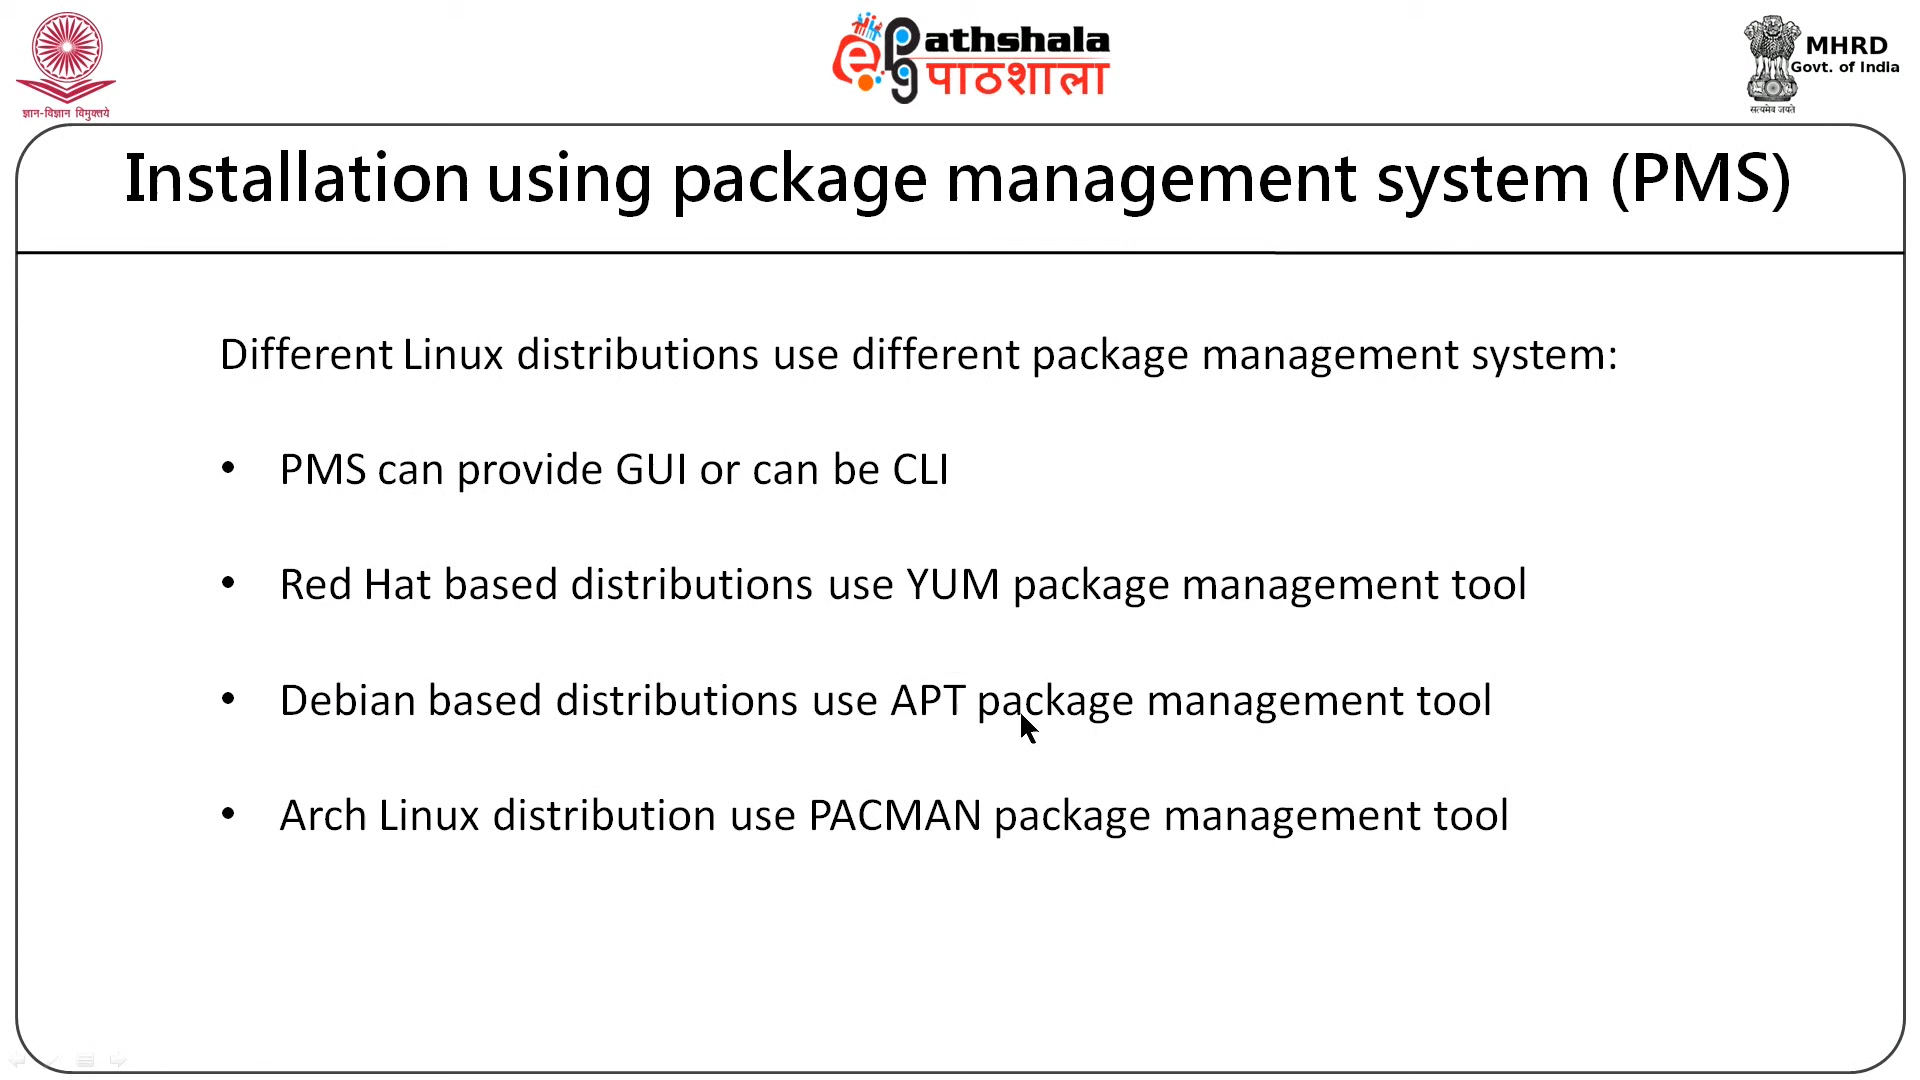 ज्ञान-विज्ञान विमुक्तये
e
pg
athshala
पाठशाला
सत्यमेव जयते
MHRD
Govt. of India
Installation using package management system (PMS)
Different Linux distributions use different package management system:
• PMS can provide GUI or can be CLI
• Red Hat based distributions use YUM package management tool
• Debian based distributions use APT package management tool
• Arch Linux distribution use PACMAN package management tool